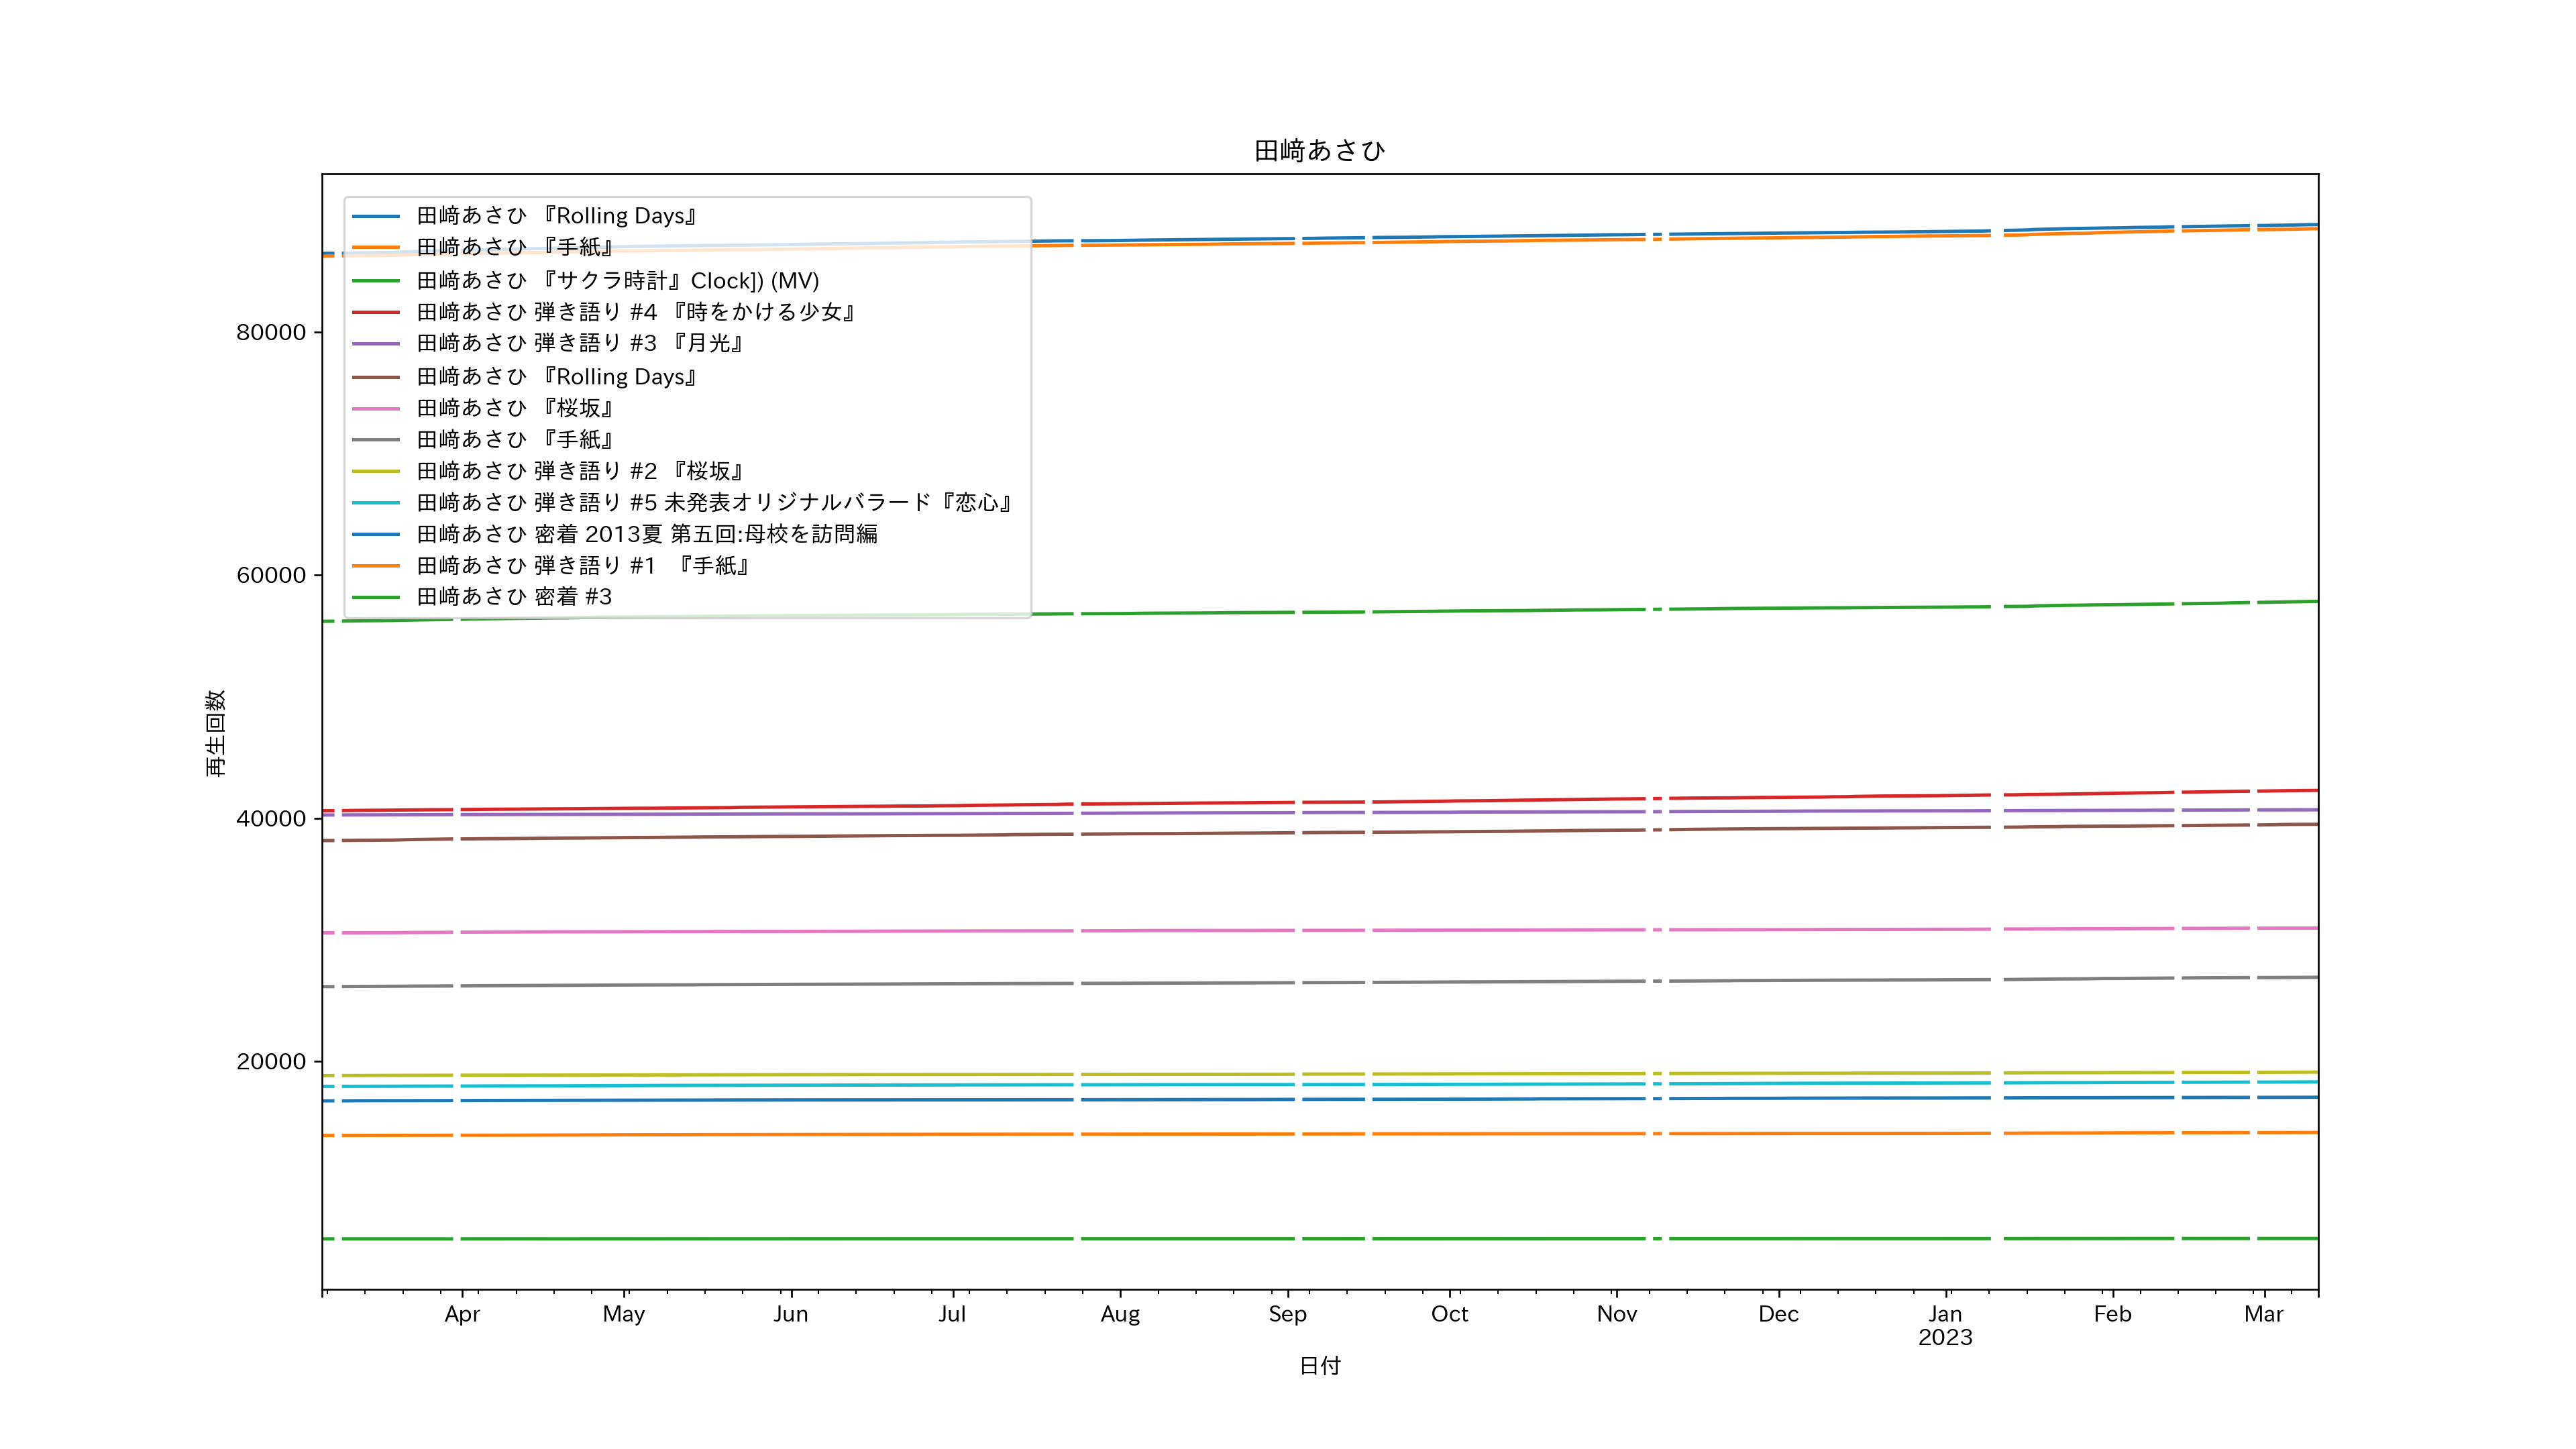 田﨑あさひ
田﨑あさひ 『Rolling Days』
田﨑あさひ 『手紙』
田﨑あさひ 『サクラ時計』Clock]) (MV)
田﨑あさひ 弾き語り #4 『時をかける少女』
田﨑あさひ 弾き語り #3 『月光』
田﨑あさひ 『Rolling Days』
田﨑あさひ 『桜坂』
田﨑あさひ 『手紙』
田﨑あさひ 弾き語り #2 『桜坂』
田﨑あさひ 弾き語り #5 未発表オリジナルバラード『恋心』
田﨑あさひ 密着 2013夏 第五回:母校を訪問編
田﨑あさひ 弾き語り #1 『手紙』
田﨑あさひ 密着 #3
80000
60000
40000
20000
再生回数
Apr May Jun Jul Aug Sep Oct Nov Dec Jan Feb Mar
2023
日付